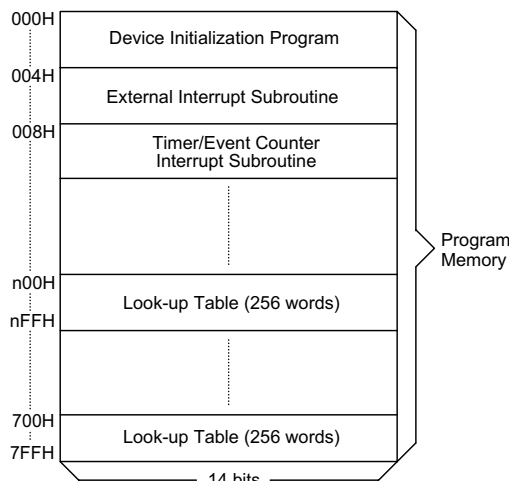 000H
Device Initialization Program
004H
External Interrupt Subroutine
008H
Timer/Event Counter
Interrupt Subroutine
Program
Memory
n00H
Look-up Table (256 words)
nFFH
700H
Look-up Table (256 words)
7FFH
14 bits